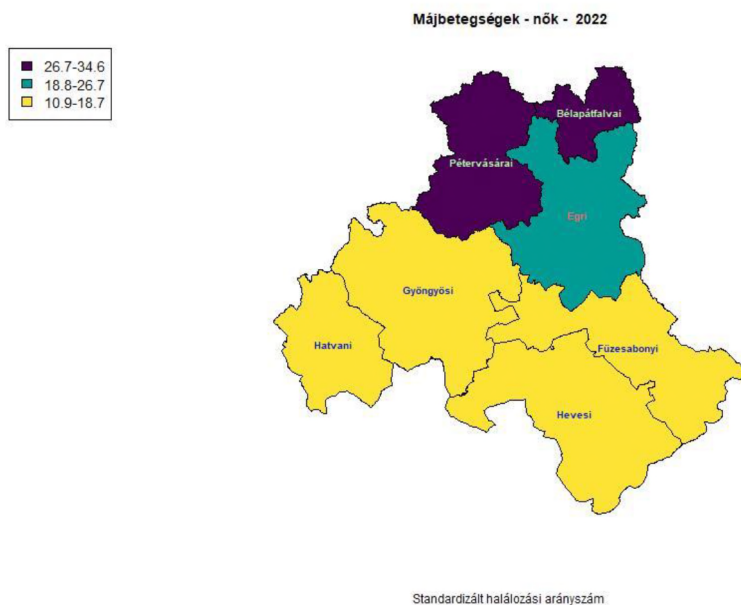 Májbetegségek - nők - 2022
26.7-34.6
18.8-26.7
10.9-18.7
Bélapátfalvai
Pétervásárai
Egri
Gyöngyösi
Hatvani
Füzesabonyi
Hevesi
Standardizált halálozási arányszám